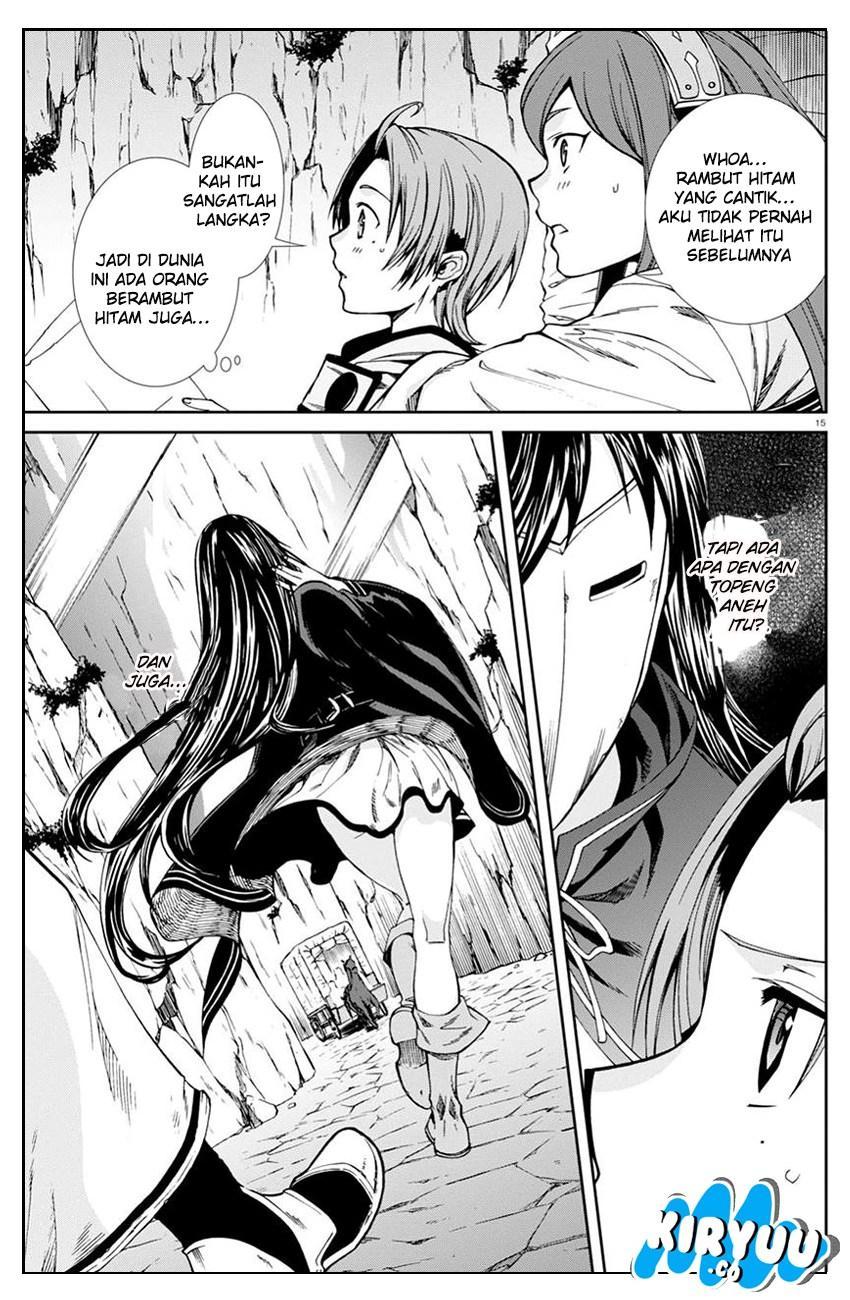 WHOA...
RAMBUT HITAM
YANG CANTIK...
AKU TIDAK PERNAH
MELIHAT ITU
SEBELUMNYA
BUKAN-
KAH ITU
SANGATLAH
LANGKA?
JADI DI DUNIA
INI ADA ORANG
BERAMBUT
HITAM JUGA...
15
TAPI ADA
APA DENGAN
TOPENG
ANEH
ITU?
DAN
JUGA...
KIRYUU
.CO